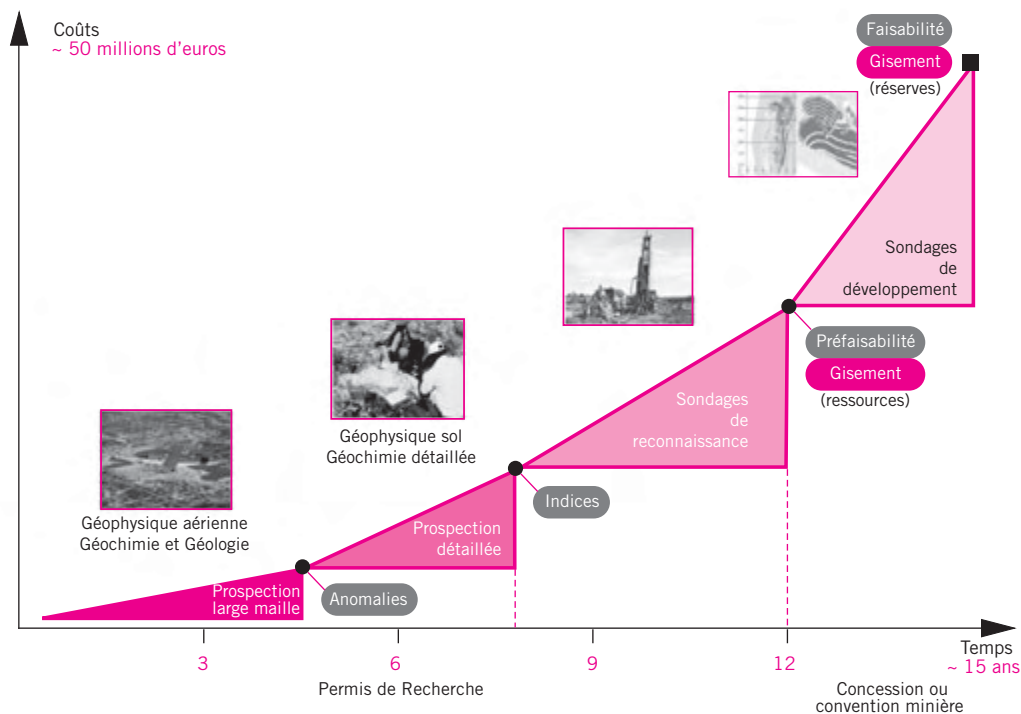 Coûts
~ 50 millions d'euros
Faisabilité
Gisement
(réserves)
Sondages
de
développement
Préfaisabilité
Gisement
(ressources)
Sondages
de
reconnaissance
Géophysique sol
Géochimie détaillée
Indices
Prospection
détaillée
Géophysique aérienne
Géochimie et Géologie
Prospection
large maille
Anomalies
3
6
9
12
Temps
~ 15 ans
Permis de Recherche
Concession ou
convention minière